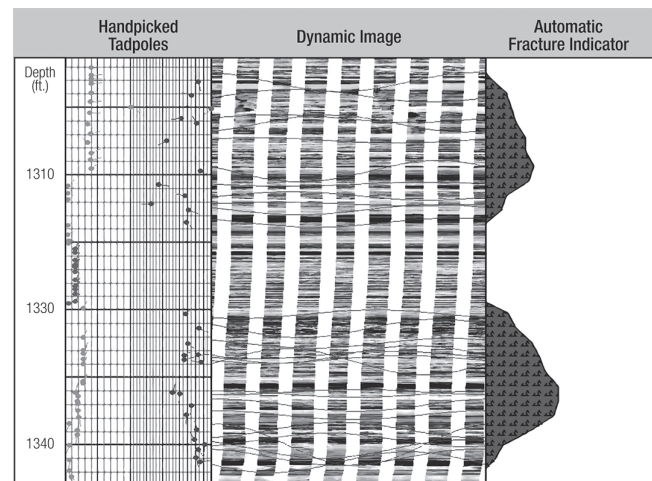 Handpicked
Tadpoles
Dynamic Image
Automatic
Fracture Indicator
Depth
(ft.)
1310
1330
1340